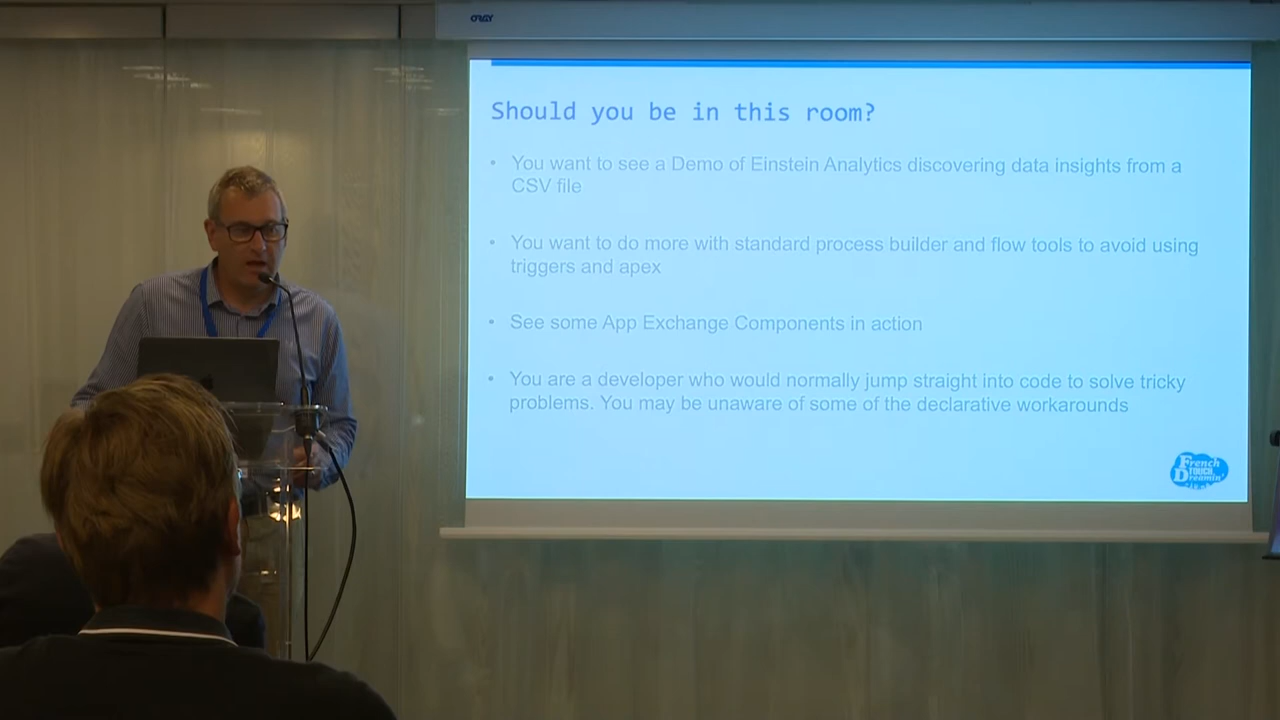 ORAY
Should you be in this room?
• You want to see a Demo of Einstein Analytics discovering data insights from a
CSV file
• You want to do more with standard process builder and flow tools to avoid using
triggers and apex
• See some App Exchange Components in action
• You are a developer who would normally jump straight into code to solve tricky
problems. You may be unaware of some of the declarative workarounds
French
TOUCH
Dreamin'